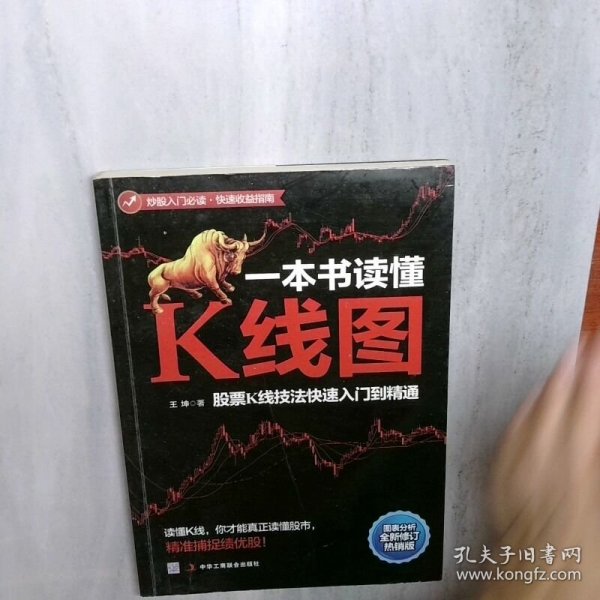 炒股入门必读·快速收益指南
一本书读懂
K线图
王坤◎著
股票K线技法快速入门到精通
读懂K线，你才能真正读懂股市，
精准捕捉绩优股！
图表分析
全新修订
热销版
中华工商联合出版社
孔夫子旧书网
www.kongfz.com